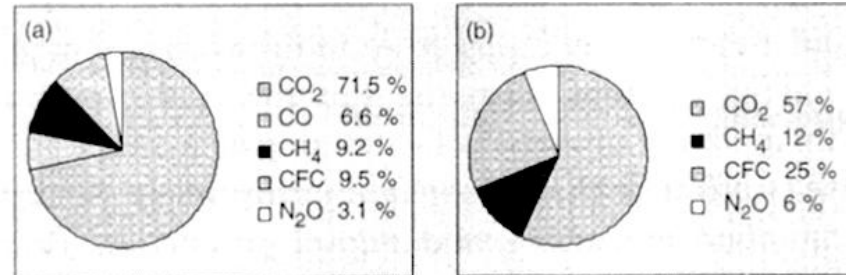 (a)
CO₂ 71.5 %
CO 6.6 %
CH₄ 9.2 %
CFC 9.5 %
N₂O 3.1 %
(b)
CO₂ 57 %
CH₄ 12 %
CFC 25 %
N₂O 6 %